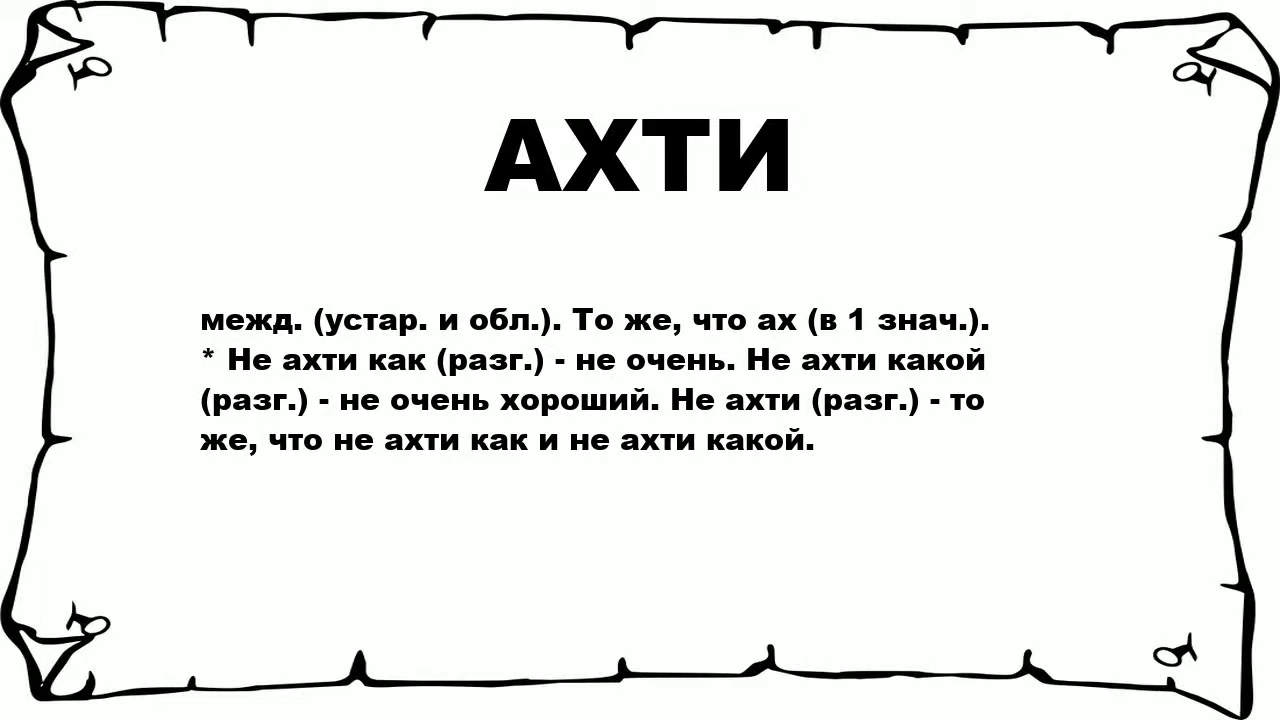 АХТИ
межд. (устар. и обл.). То же, что ах (в 1 знач.).
* Не ахти как (разг.) - не очень. Не ахти какой
(разг.) - не очень хороший. Не ахти (разг.) - то
же, что не ахти как и не ахти какой.